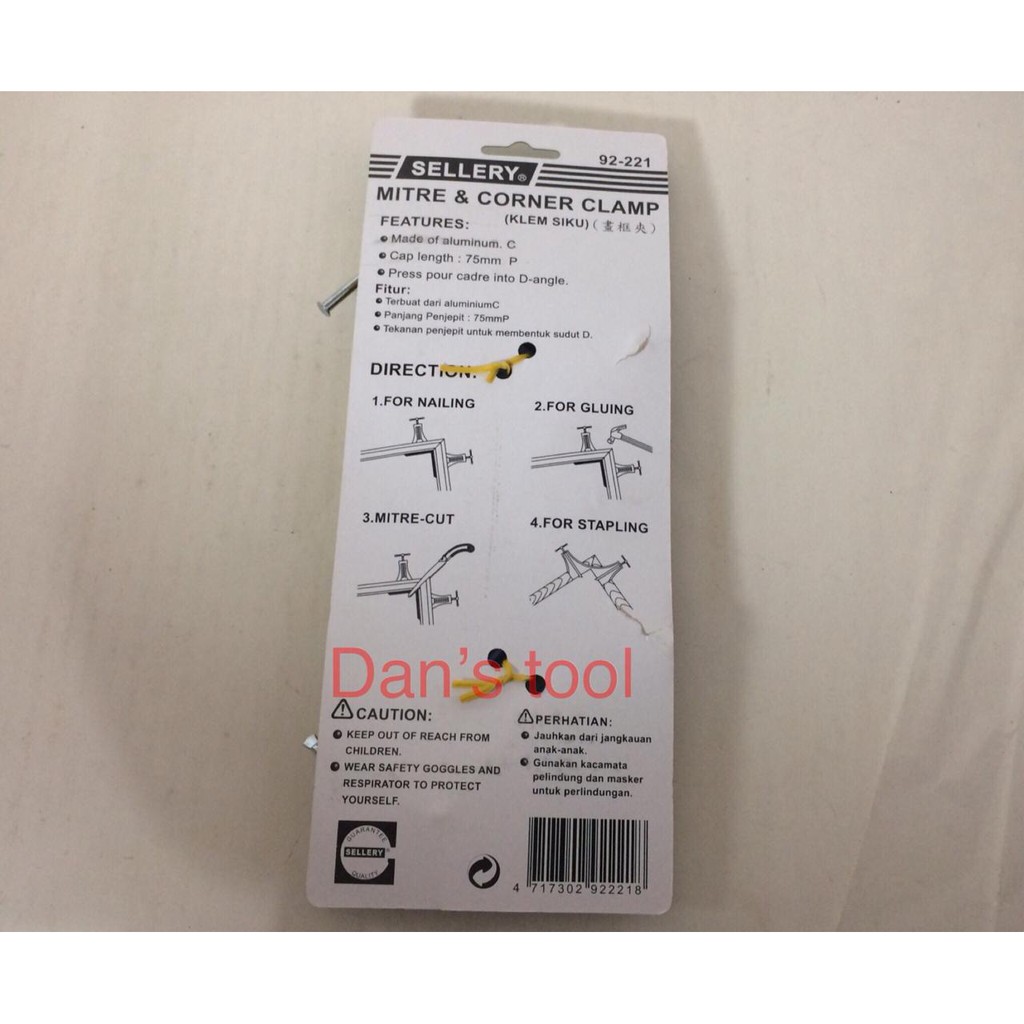 92-221
SELLERY®
MITRE & CORNER CLAMP
(KLEM SIKU) (畫框夾)
FEATURES:
Made of aluminum. C
Cap length : 75mm P
Press pour cadre into D-angle.
Fitur:
Terbuat dari aluminiumC
Panjang Penjepit : 75mmP
Tekanan penjepit untuk membentuk sudut D.
DIRECTION:
1.FOR NAILING
2.FOR GLUING
3.MITRE-CUT
4.FOR STAPLING
Dan's tool
CAUTION:
KEEP OUT OF REACH FROM
CHILDREN.
WEAR SAFETY GOGGLES AND
RESPIRATOR TO PROTECT
YOURSELF.
PERHATIAN:
Jauhkan dari jangkauan
anak-anak.
Gunakan kacamata
pelindung dan masker
untuk perlindungan.
GUARANTEE
SELLERY®
QUALITY
4 717302 922218